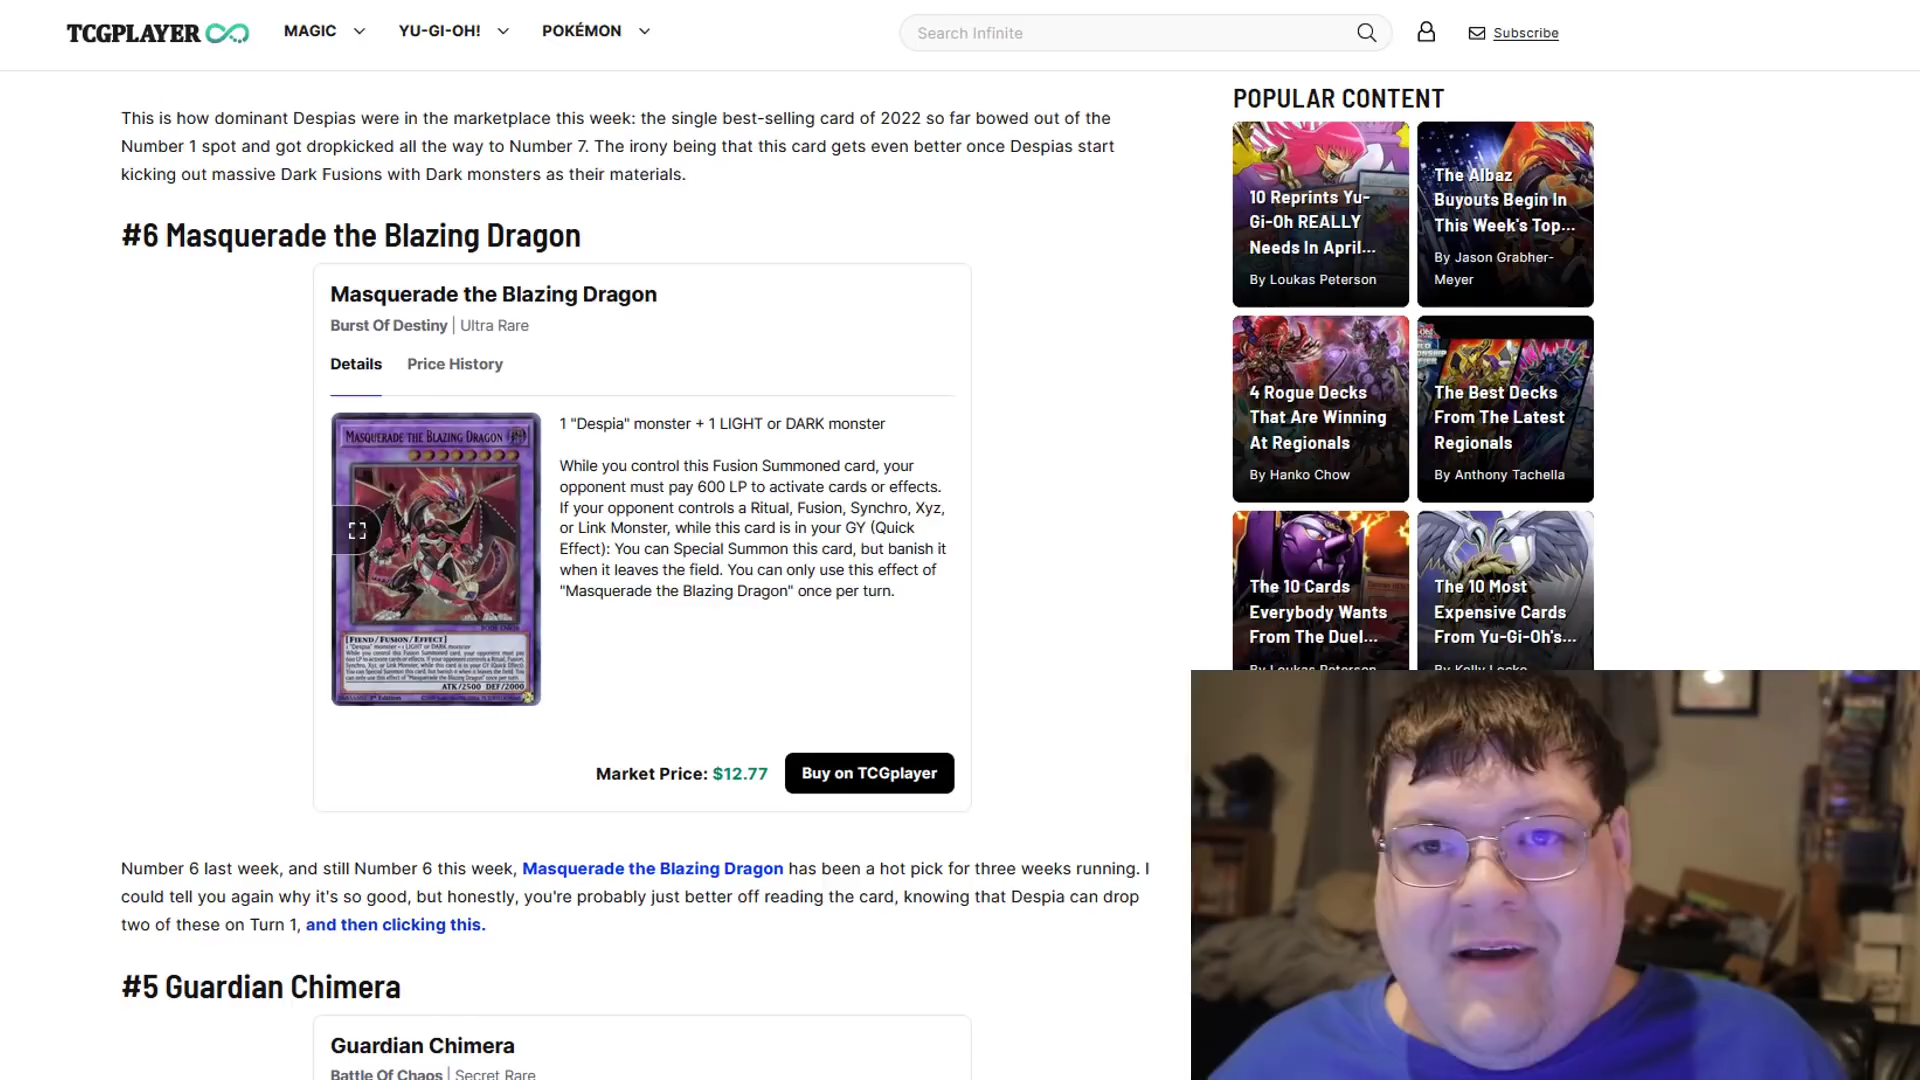 TCGPLAYER
MAGIC
YU-GI-OH!
POKÉMON
Search Infinite
Subscribe
This is how dominant Despias were in the marketplace this week: the single best-selling card of 2022 so far bowed out of the
Number 1 spot and got dropkicked all the way to Number 7. The irony being that this card gets even better once Despias start
kicking out massive Dark Fusions with Dark monsters as their materials.
#6 Masquerade the Blazing Dragon
Masquerade the Blazing Dragon
Burst Of Destiny | Ultra Rare
Details
Price History
MASQUERADE THE BLAZING DRAGON
[FIEND/FUSION/EFFECT]
ATK/2500 DEF/2000
1 "Despia" monster + 1 LIGHT or DARK monster
While you control this Fusion Summoned card, your
opponent must pay 600 LP to activate cards or effects.
If your opponent controls a Ritual, Fusion, Synchro, Xyz,
or Link Monster, while this card is in your GY (Quick
Effect): You can Special Summon this card, but banish it
when it leaves the field. You can only use this effect of
"Masquerade the Blazing Dragon" once per turn.
Market Price: $12.77
Buy on TCGplayer
Number 6 last week, and still Number 6 this week, Masquerade the Blazing Dragon has been a hot pick for three weeks running. I
could tell you again why it's so good, but honestly, you're probably just better off reading the card, knowing that Despia can drop
two of these on Turn 1, and then clicking this.
#5 Guardian Chimera
Guardian Chimera
Battle Of Chaos | Secret Rare
POPULAR CONTENT
10 Reprints Yu-
Gi-Oh REALLY
Needs In April...
By Loukas Peterson
The Albaz
Buyouts Begin In
This Week's Top...
By Jason Grabher-
Meyer
4 Rogue Decks
That Are Winning
At Regionals
By Hanko Chow
The Best Decks
From The Latest
Regionals
By Anthony Tachella
The 10 Cards
Everybody Wants
From The Duel...
By Loukas Peterson
The 10 Most
Expensive Cards
From Yu-Gi-Oh's...
By Kelly Locke